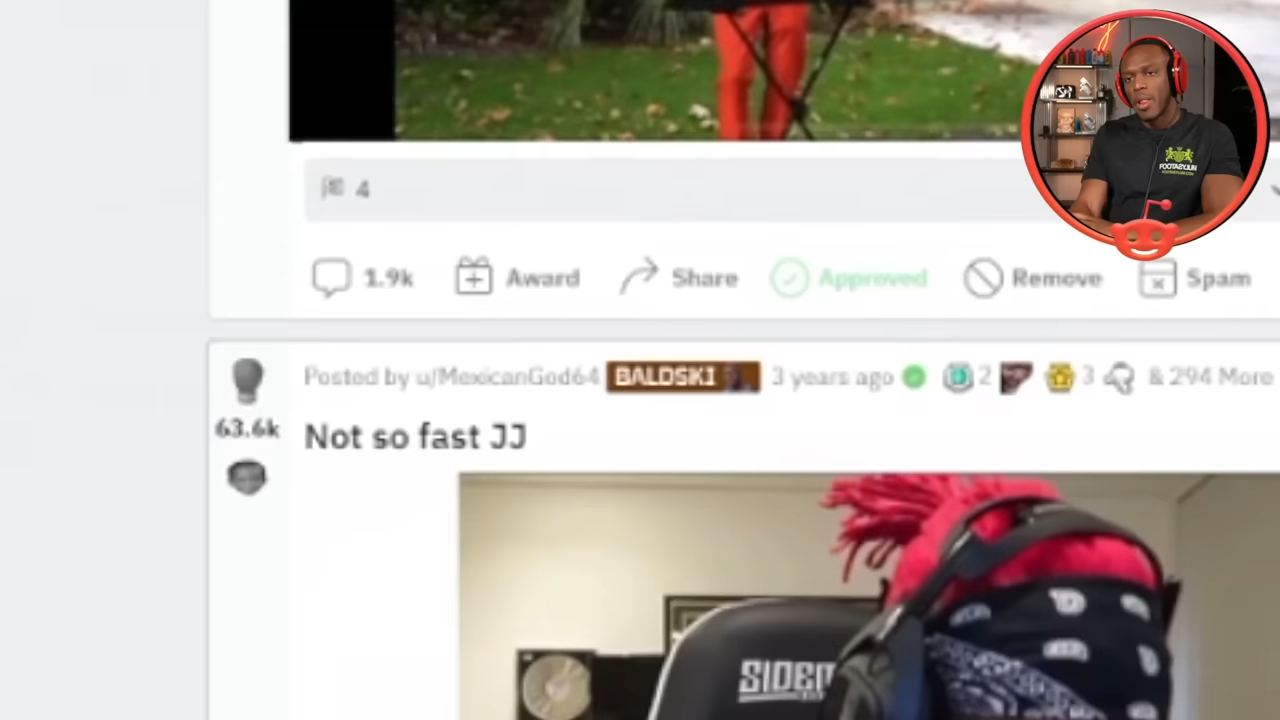 4
1.9k
Award
Share
Approved
Remove
Spam
Posted by u/MexicanGod64 BALDSKI 3 years ago 2 3 & 294 More
63.6k
Not so fast JJ
SIDEM